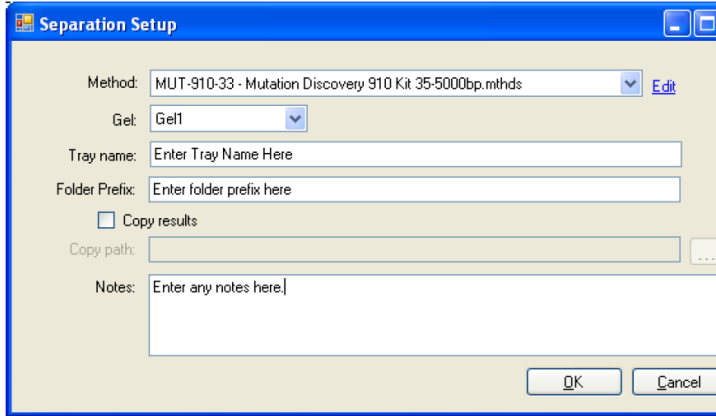 Separation Setup
Method: MUT-910-33 - Mutation Discovery 910 Kit 35-5000bp.mthds Edit
Gel: Gel1
Tray name: Enter Tray Name Here
Folder Prefix: Enter folder prefix here
Copy results
Copy path: ...
Notes: Enter any notes here.
OK Cancel